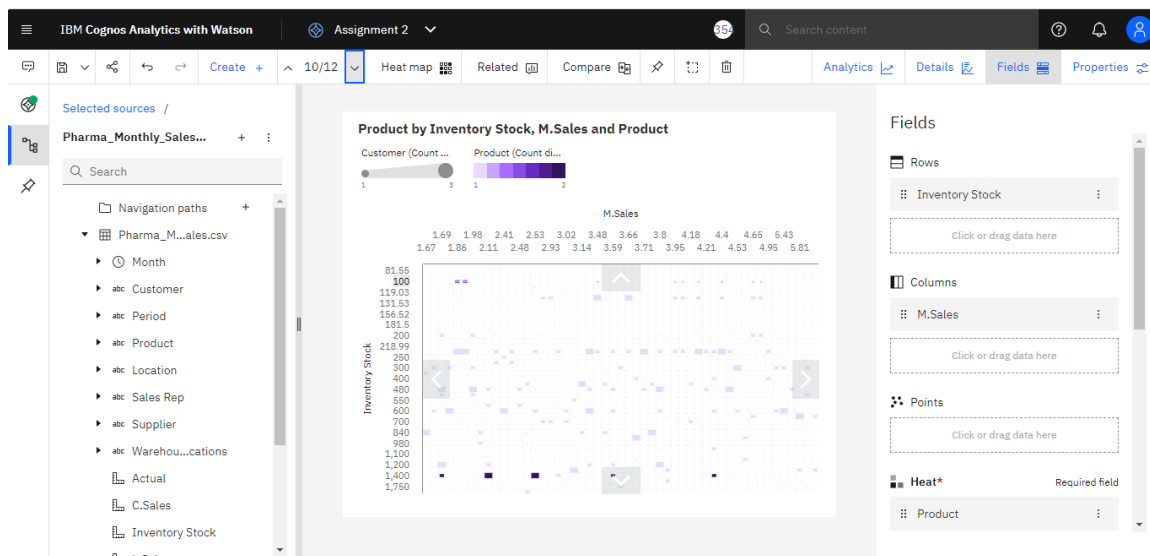 IBM Cognos Analytics with Watson
Assignment 2
354
Search content
Create +
10/12
Heat map
Related
Compare
Analytics
Details
Fields
Properties
Selected sources /
Pharma_Monthly_Sales...
Search
Navigation paths
Pharma_M...ales.csv
Month
abc Customer
abc Period
abc Product
abc Location
abc Sales Rep
abc Supplier
abc Warehou...cations
Actual
C.Sales
Inventory Stock
Product by Inventory Stock, M.Sales and Product
Customer (Count ...
Product (Count di...
1 3
1 2
M.Sales
1.69 1.98 2.41 2.53 3.02 3.48 3.66 3.8 4.18 4.4 4.65 5.43
1.67 1.86 2.11 2.48 2.93 3.14 3.59 3.71 3.95 4.21 4.53 4.95 5.81
Inventory Stock
81.55
100
119.03
131.53
156.52
181.5
200
218.99
250
300
400
480
550
600
700
840
980
1,100
1,200
1,400
1,750
Fields
Rows
Inventory Stock
Click or drag data here
Columns
M.Sales
Click or drag data here
Points
Click or drag data here
Heat*
Required field
Product